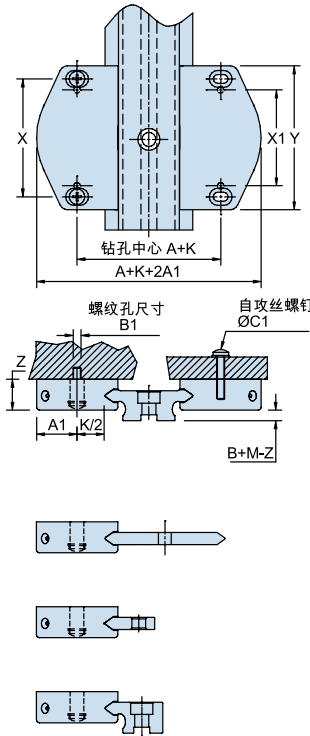 X
X1
Y
钻孔中心 A+K
A+K+2A1
螺纹孔尺寸
B1
自攻丝螺钉
ØC1
Z
A1
K/2
B+M-Z